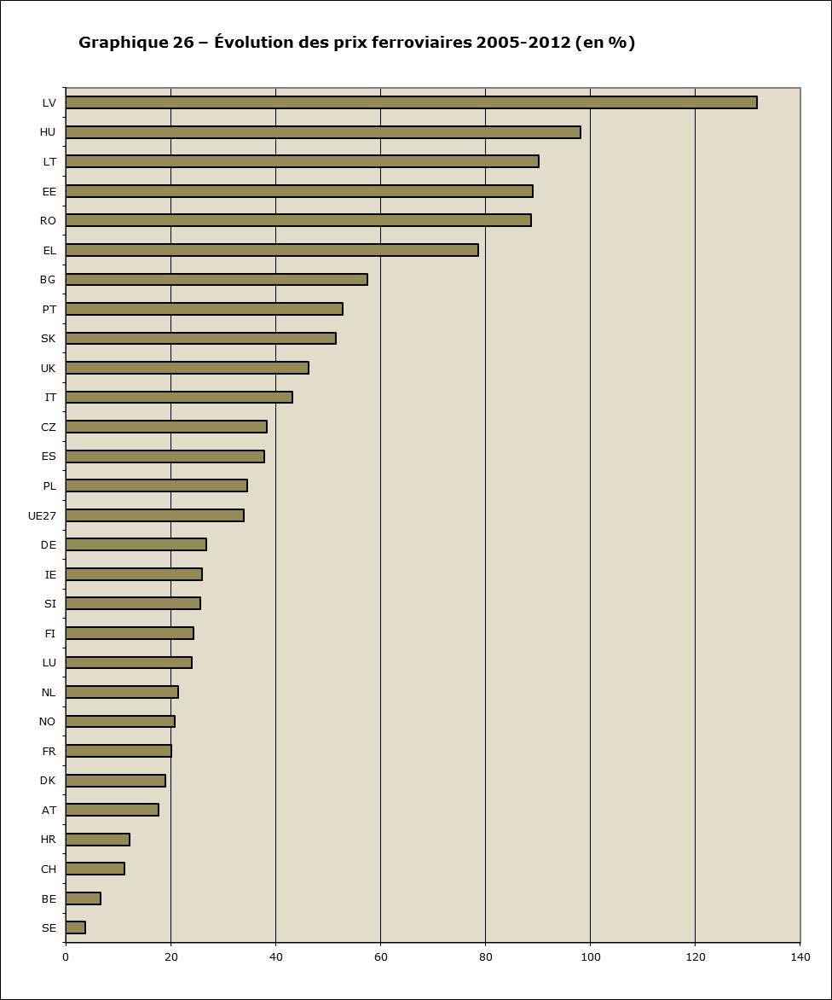 Graphique 26 – Évolution des prix ferroviaires 2005-2012 (en %)
LV
HU
LT
EE
RO
EL
BG
PT
SK
UK
IT
CZ
ES
PL
UE27
DE
IE
SI
FI
LU
NL
NO
FR
DK
AT
HR
CH
BE
SE
0 20 40 60 80 100 120 140